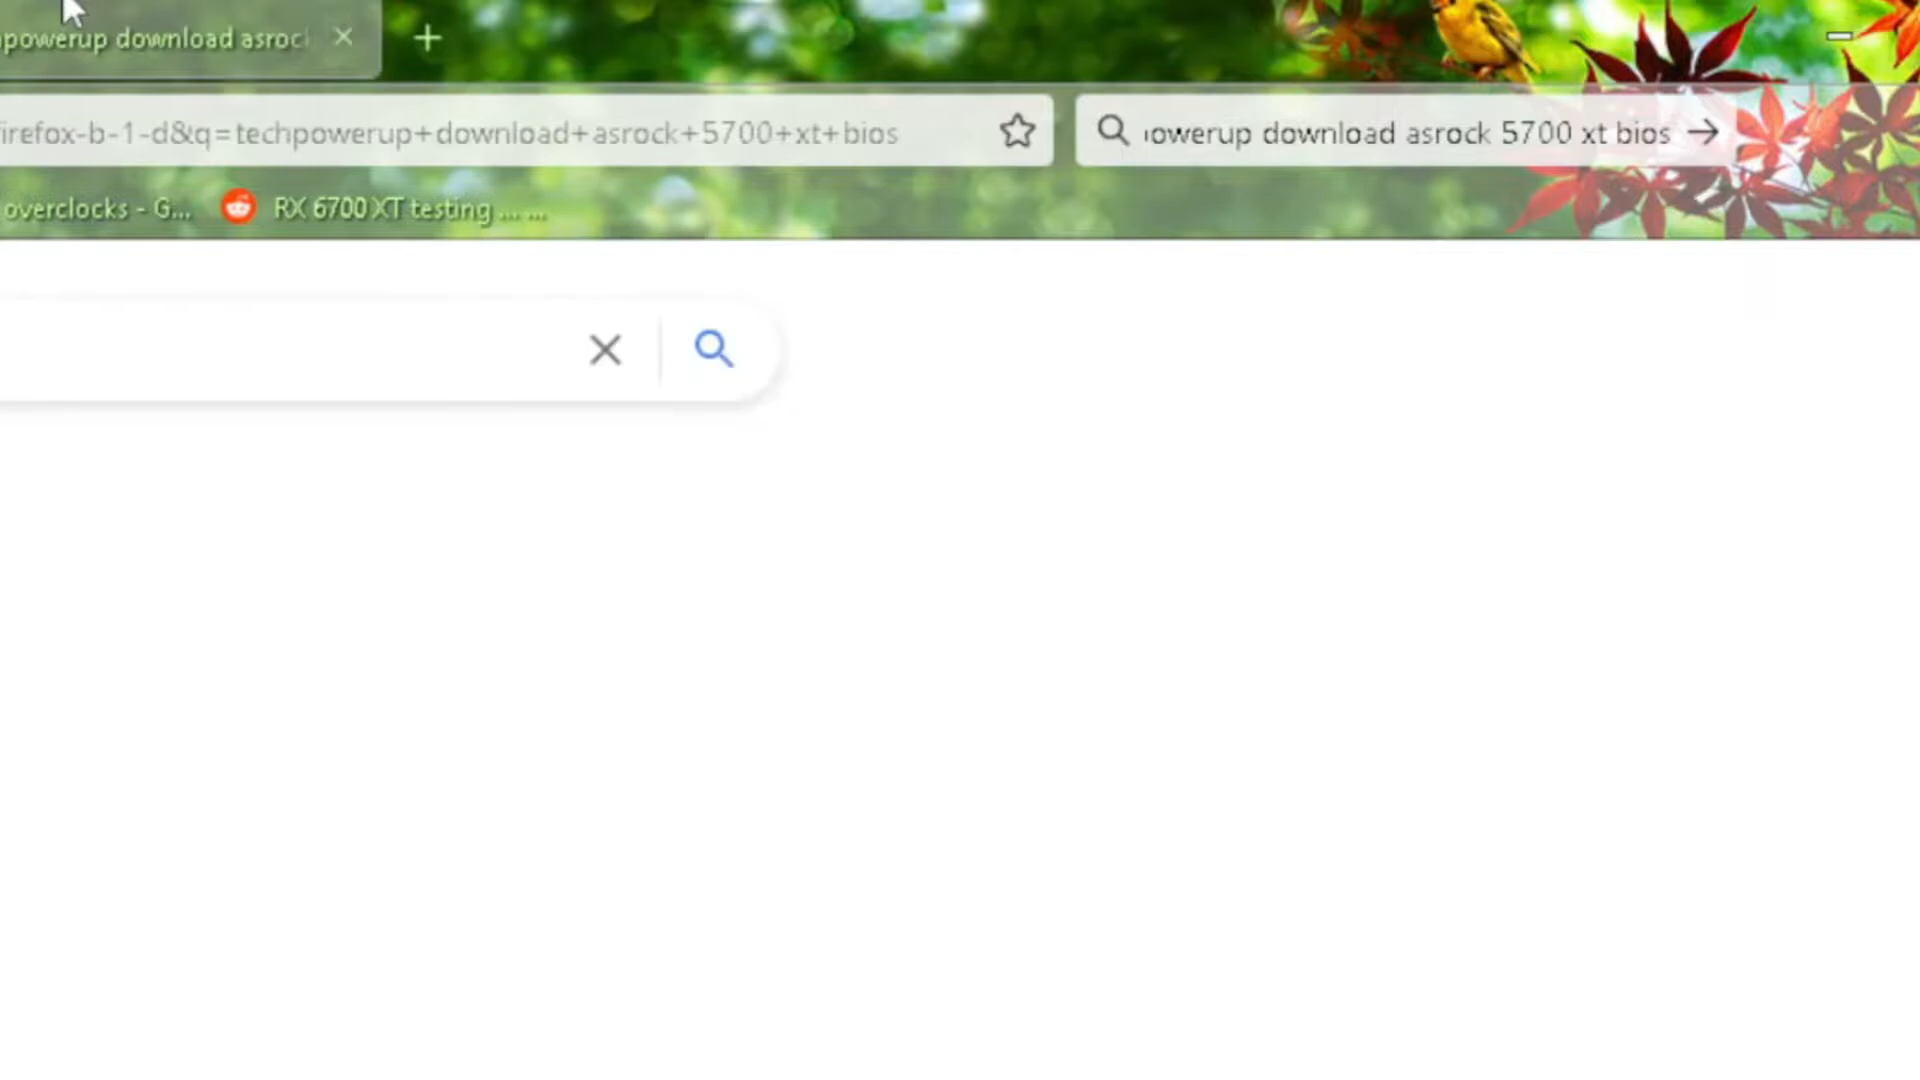 powerup download asroc
irefox-b-1-d&q=techpowerup+download+asrock+5700+xt+bios
owerup download asrock 5700 xt bios
overclocks - G...
RX 6700 XT testing ... ...